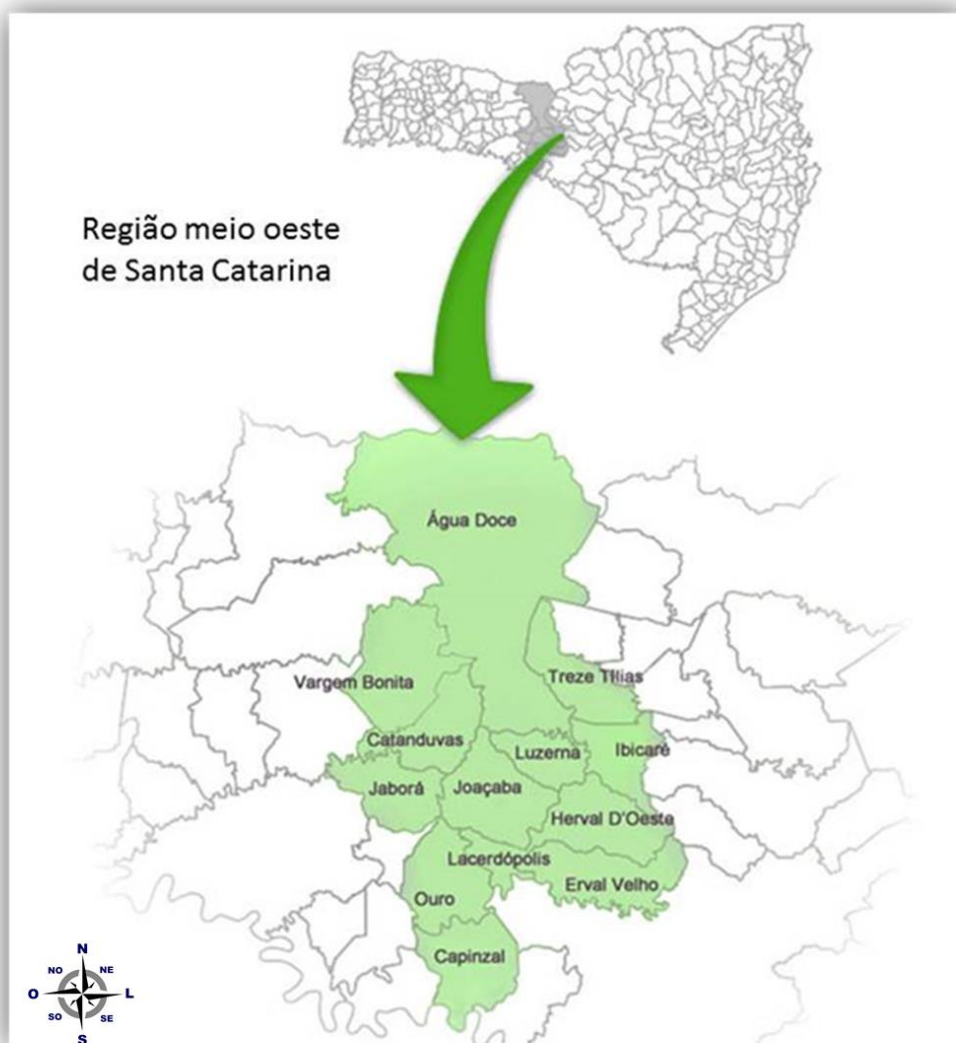 Região meio oeste
de Santa Catarina
Água Doce
Vargem Bonita
Treze Tílias
Catanduvas
Luzerna
Ibicaré
Jaborá
Joaçaba
Herval D'Oeste
Lacerdópolis
Erval Velho
Ouro
Capinzal
N
NO
NE
O
L
SO
SE
S